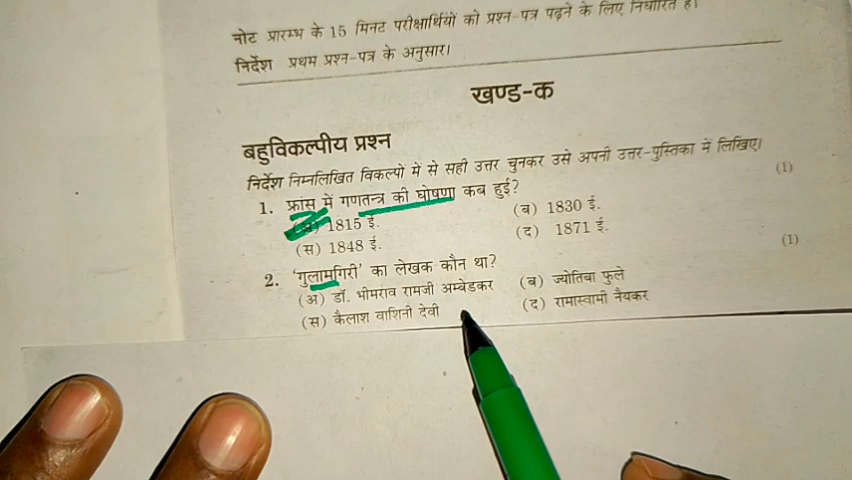 नोट प्रारम्भ के 15 मिनट परीक्षार्थियों को प्रश्न-पत्र पढ़ने के लिए निर्धारित हैं।
निर्देश प्रथम प्रश्न-पत्र के अनुसार।
खण्ड-क
बहुविकल्पीय प्रश्न
निर्देश निम्नलिखित विकल्पों में से सही उत्तर चुनकर उसे अपनी उत्तर-पुस्तिका में लिखिए।
1. फ्रांस में गणतन्त्र की घोषणा कब हुई? (1)
(अ) 1815 ई. (ब) 1830 ई.
(स) 1848 ई. (द) 1871 ई.
2. 'गुलामगिरी' का लेखक कौन था? (1)
(अ) डॉ. भीमराव रामजी अम्बेडकर (ब) ज्योतिबा फुले
(स) कैलाश वाशिनी देवी (द) रामास्वामी नैयकर